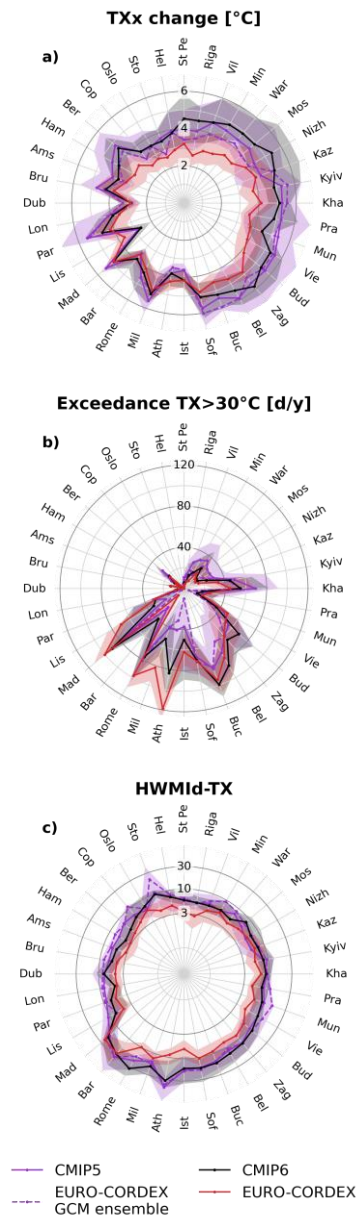 TXx change [°C]
a)
St Pe
Riga
Vil
Min
War
Mos
Nizh
Kaz
Kyiv
Kha
Pra
Mun
Vie
Bud
Zag
Bel
Buc
Sof
Ist
Ath
Mil
Rome
Bar
Mad
Lis
Par
Lon
Dub
Bru
Ams
Ham
Ber
Cop
Oslo
Sto
Hel
6
4
2
Exceedance TX>30°C [d/y]
b)
St Pe
Riga
Vil
Min
War
Mos
Nizh
Kaz
Kyiv
Kha
Pra
Mun
Vie
Bud
Zag
Bel
Buc
Sof
Ist
Ath
Mil
Rome
Bar
Mad
Lis
Par
Lon
Dub
Bru
Ams
Ham
Ber
Cop
Oslo
Sto
Hel
120
80
40
HWMId-TX
c)
St Pe
Riga
Vil
Min
War
Mos
Nizh
Kaz
Kyiv
Kha
Pra
Mun
Vie
Bud
Zag
Bel
Buc
Sof
Ist
Ath
Mil
Rome
Bar
Mad
Lis
Par
Lon
Dub
Bru
Ams
Ham
Ber
Cop
Oslo
Sto
Hel
30
10
3
CMIP5
CMIP6
EURO-CORDEX
GCM ensemble
EURO-CORDEX